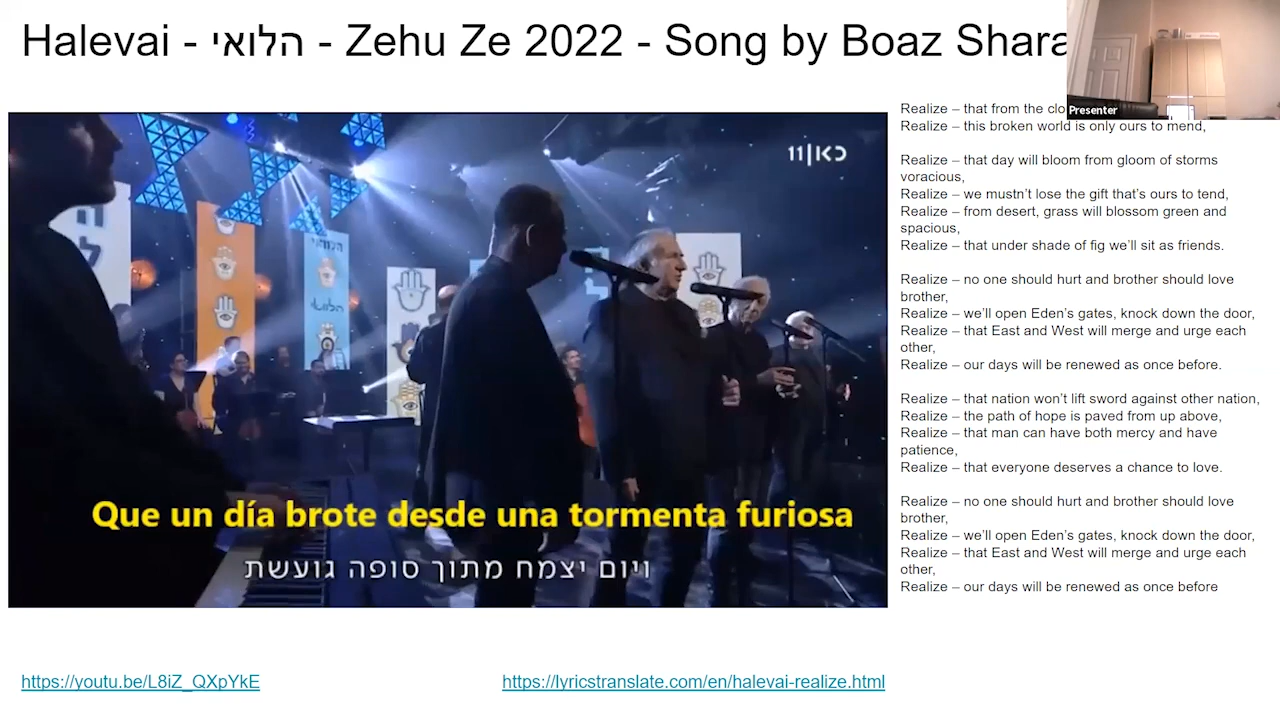 Halevai - הלואי - Zehu Ze 2022 - Song by Boaz
Presenter
כאן 11
הלוואי
הלוואי
Que un día brote desde una tormenta furiosa
ויום יצמח מתוך סופה גועשת
Realize – that from the
Realize – this broken world is only ours to mend,
Realize – that day will bloom from gloom of storms
voracious,
Realize – we mustn’t lose the gift that’s ours to tend,
Realize – from desert, grass will blossom green and
spacious,
Realize – that under shade of fig we’ll sit as friends.
Realize – no one should hurt and brother should love
brother,
Realize – we’ll open Eden’s gates, knock down the door,
Realize – that East and West will merge and urge each
other,
Realize – our days will be renewed as once before.
Realize – that nation won’t lift sword against other nation,
Realize – the path of hope is paved from up above,
Realize – that man can have both mercy and have
patience,
Realize – that everyone deserves a chance to love.
Realize – no one should hurt and brother should love
brother,
Realize – we’ll open Eden’s gates, knock down the door,
Realize – that East and West will merge and urge each
other,
Realize – our days will be renewed as once before
https://youtu.be/L8iZ_QXpYkE
https://lyricstranslate.com/en/halevai-realize.html